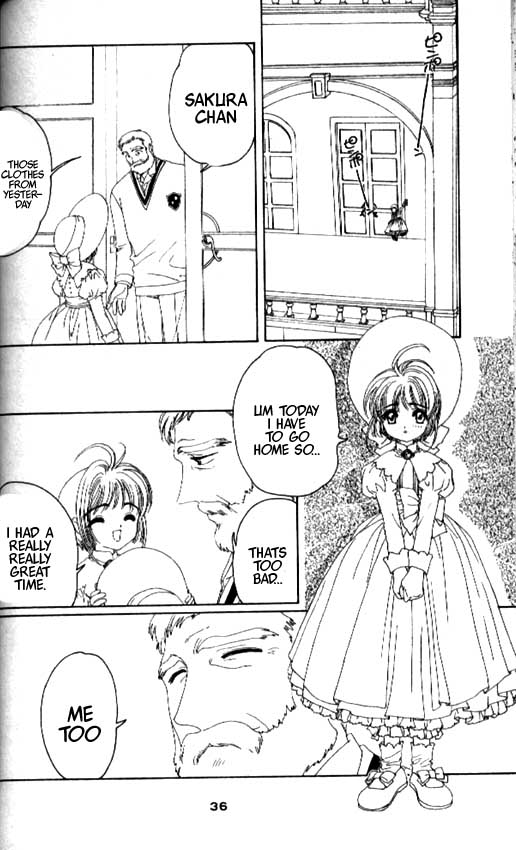 SAKURA
CHAN
THOSE
CLOTHES
FROM
YESTER-
DAY
UM TODAY
I HAVE
TO GO
HOME SO...
THATS
TOO
BAD...
I HAD A
REALLY
REALLY
GREAT
TIME.
ME
TOO
36